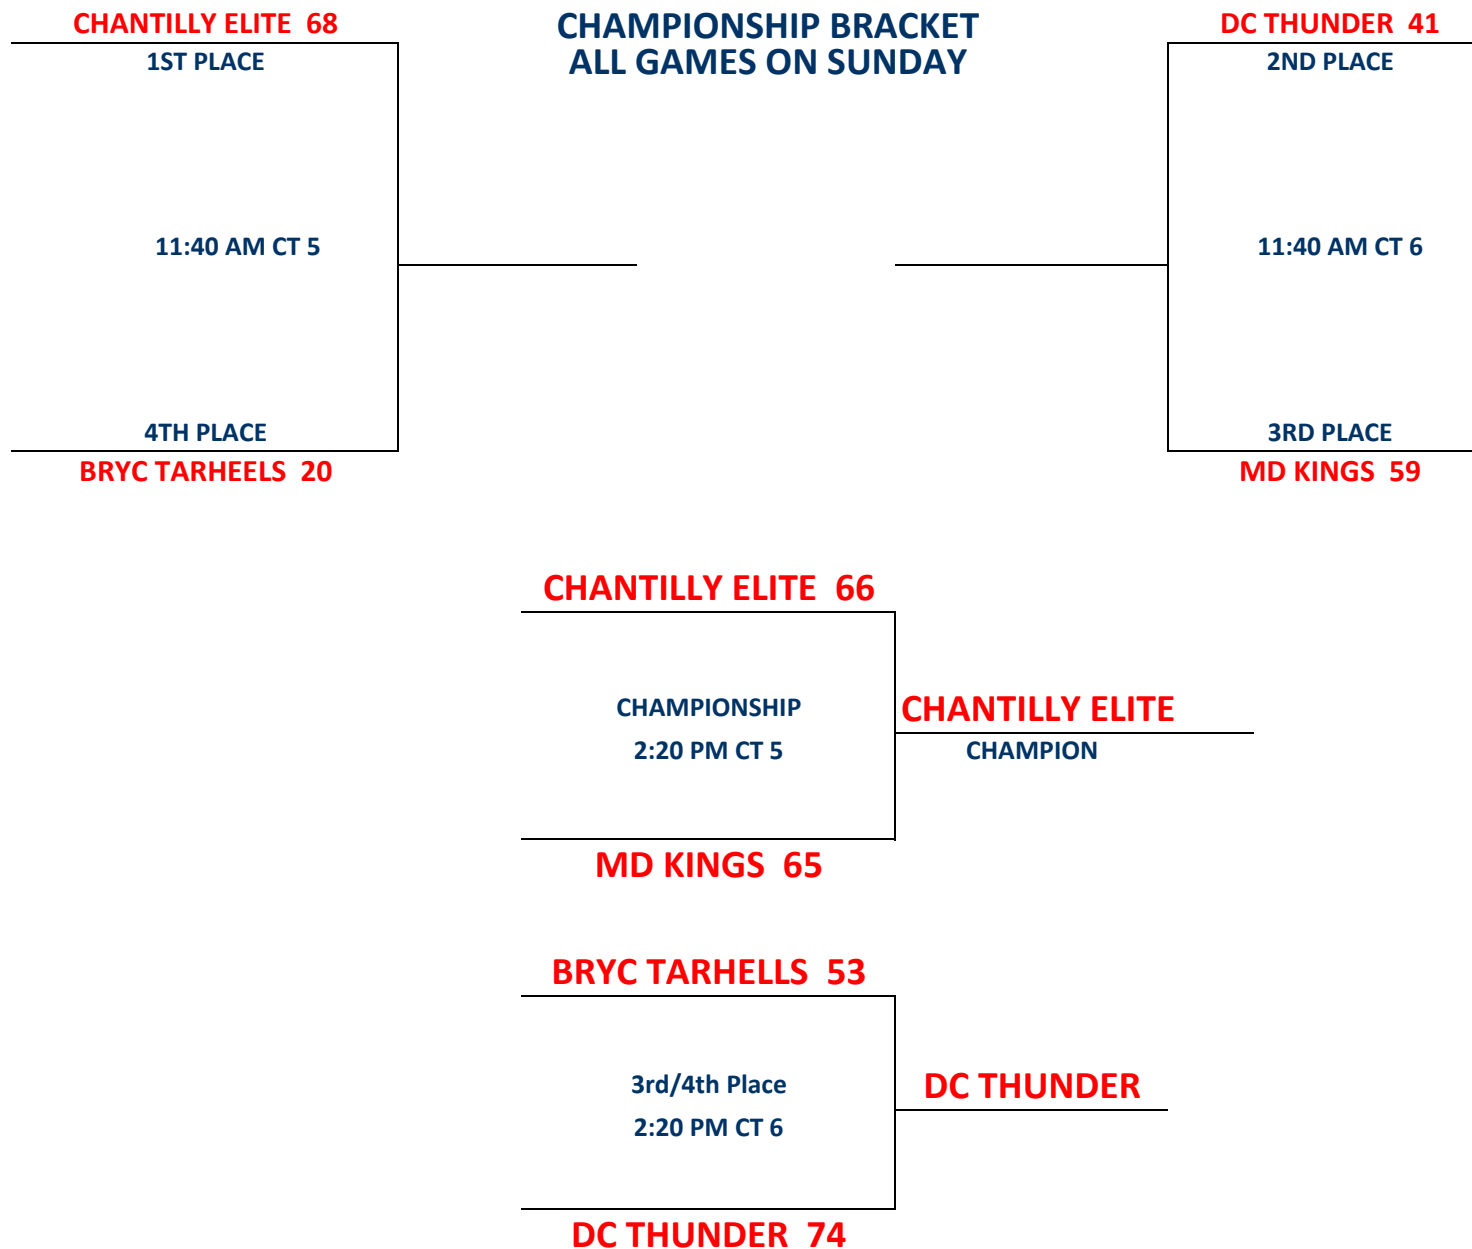 CHANTILLY ELITE  68
1ST PLACE
CHAMPIONSHIP BRACKET
ALL GAMES ON SUNDAY
DC THUNDER  41
2ND PLACE
11:40 AM CT 5
11:40 AM CT 6
4TH PLACE
BRYC TARHEELS  20
3RD PLACE
MD KINGS  59
CHANTILLY ELITE  66
CHAMPIONSHIP
2:20 PM CT 5
CHANTILLY ELITE
CHAMPION
MD KINGS  65
BRYC TARHELLS  53
3rd/4th Place
2:20 PM CT 6
DC THUNDER
DC THUNDER  74